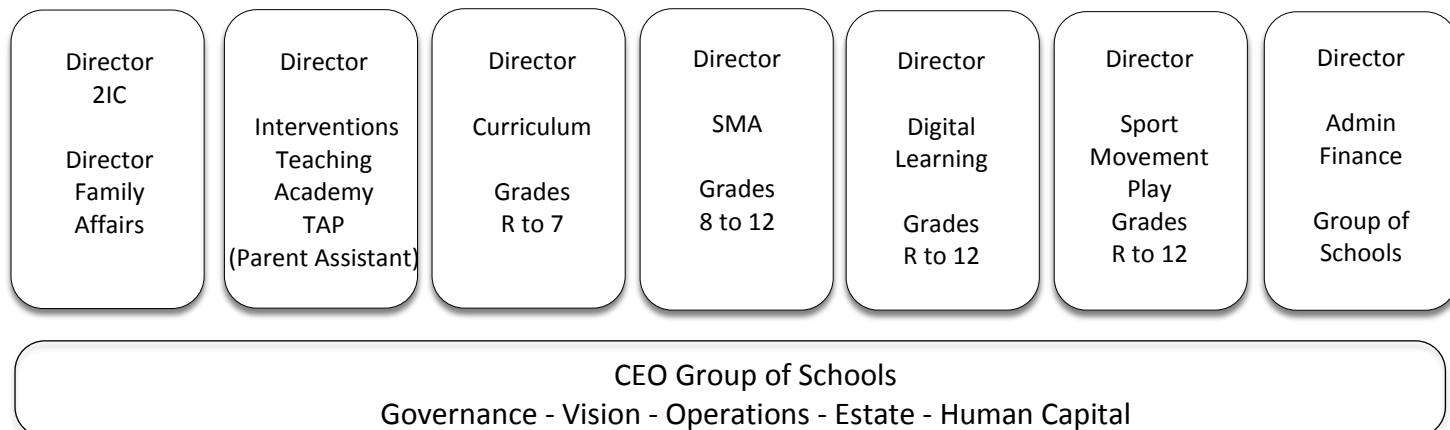 Director
2IC
Director
Family
Affairs
Director
Interventions
Teaching
Academy
TAP
(Parent Assistant)
Director
Curriculum
Grades
R to 7
Director
SMA
Grades
8 to 12
Director
Digital
Learning
Grades
R to 12
Director
Sport
Movement
Play
Grades
R to 12
Director
Admin
Finance
Group of
Schools
CEO Group of Schools
Governance - Vision - Operations - Estate - Human Capital